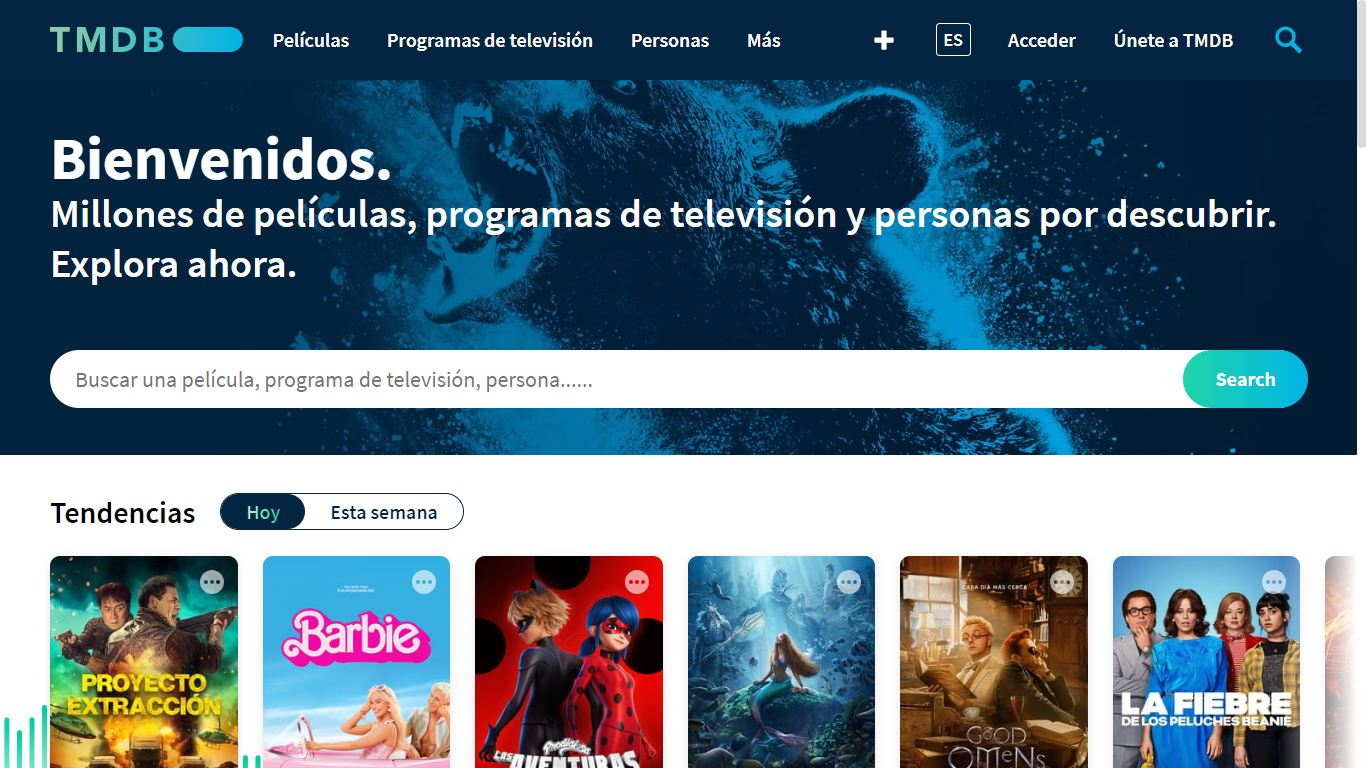 TMDB
Películas
Programas de televisión
Personas
Más
ES
Acceder
Únete a TMDB
Bienvenidos.
Millones de películas, programas de televisión y personas por descubrir.
Explora ahora.
Buscar una película, programa de televisión, persona......
Search
Tendencias
Hoy
Esta semana
PROYECTO
EXTRACCIÓN
Barbie
Prodigiosa
LAS
AVENTURAS
CADA DÍA MÁS CERCA
GOOD
OMENS
LA FIEBRE
DE LOS PELUCHES BEANIE